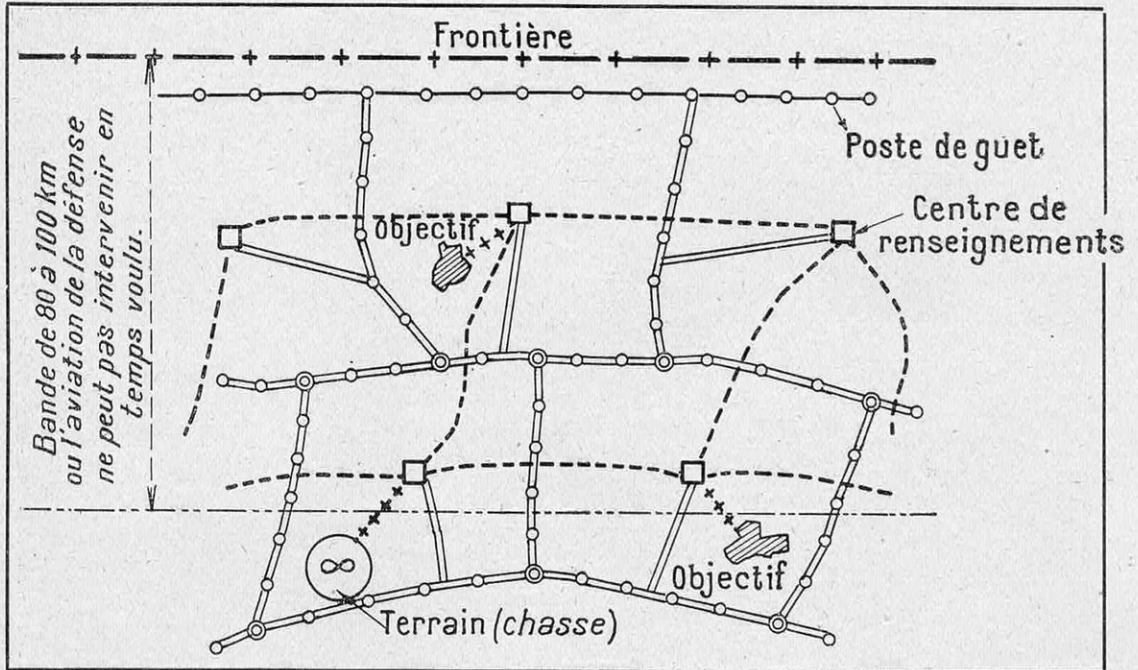 Frontière
Poste de guet
Centre de
renseignements
Objectif
Bande de 80 à 100 km
ou l'aviation de la défense
ne peut pas intervenir en
temps voulu.
Objectif
Terrain (chasse)